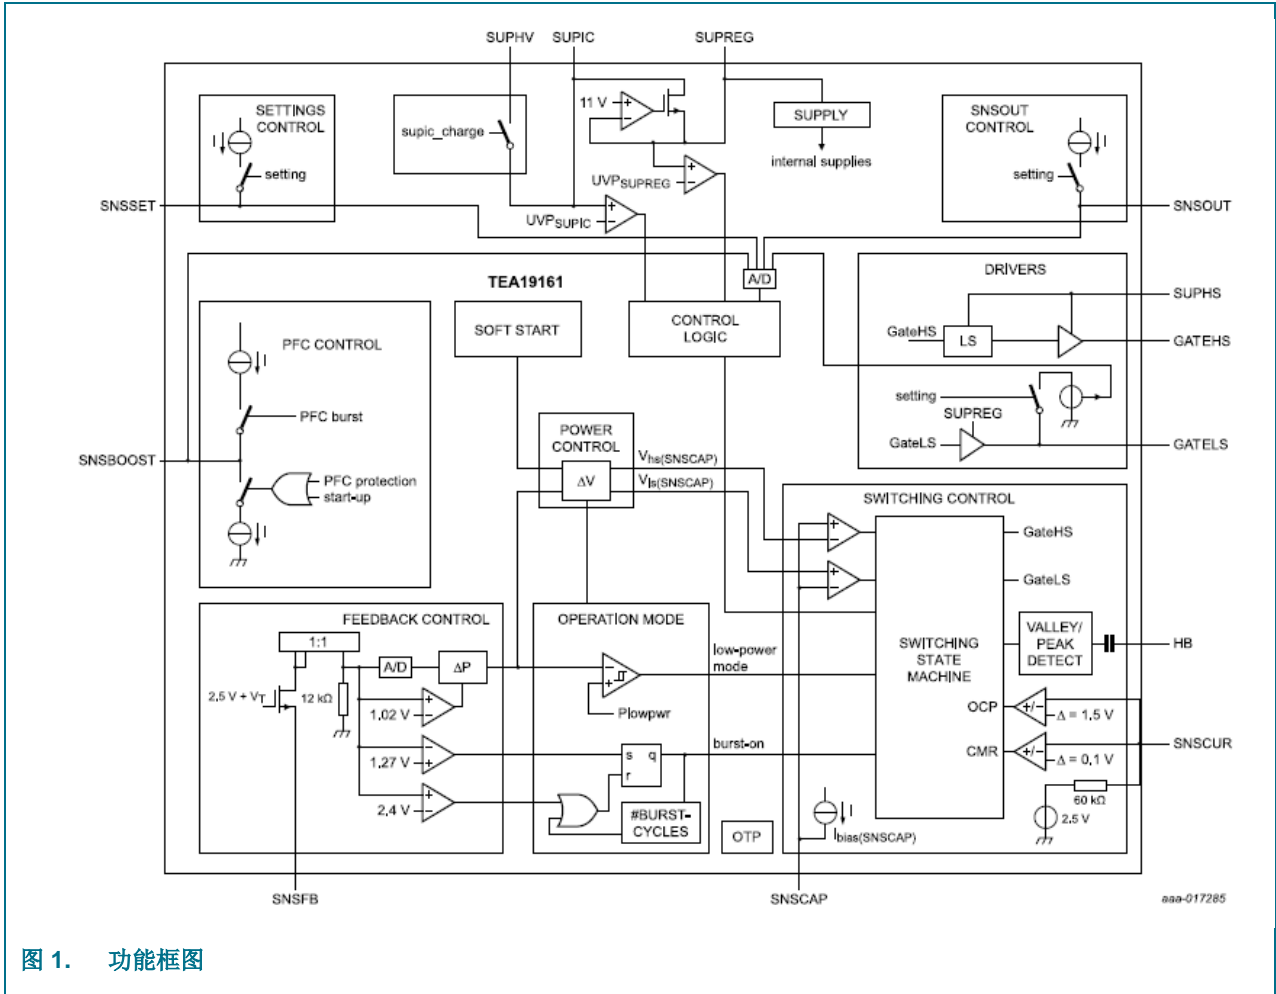 SUPHV
SUPIC
SUPREG
SETTINGS
CONTROL
I
setting
supic_charge
11 V
+
−
SUPPLY
internal supplies
SNSOUT
CONTROL
I
setting
UVPSUPREG
+
−
UVPSUPIC
+
−
SNSSET
SNSOUT
A/D
TEA19161
DRIVERS
SUPHS
GateHS
LS
GATEHS
SOFT START
CONTROL
LOGIC
PFC CONTROL
I
PFC burst
setting
SUPREG
GateLS
GATELS
SNSBOOST
PFC protection
start-up
I
POWER
CONTROL
ΔV
Vhs(SNSCAP)
Vls(SNSCAP)
SWITCHING CONTROL
+
−
GateHS
+
−
GateLS
FEEDBACK CONTROL
1:1
A/D
ΔP
2,5 V + VT
12 kΩ
1,02 V
+
−
1,27 V
−
+
2,4 V
+
−
OPERATION MODE
−
+
low-power
mode
Plowpwr
s q
r
burst-on
#BURST-
CYCLES
OTP
SWITCHING
STATE
MACHINE
VALLEY/
PEAK
DETECT
HB
OCP
+/−
Δ = 1,5 V
CMR
+/−
Δ = 0,1 V
SNSCUR
60 kΩ
2,5 V
I
Ibias(SNSCAP)
SNSFB
SNSCAP
aaa-017285
图 1. 功能框图